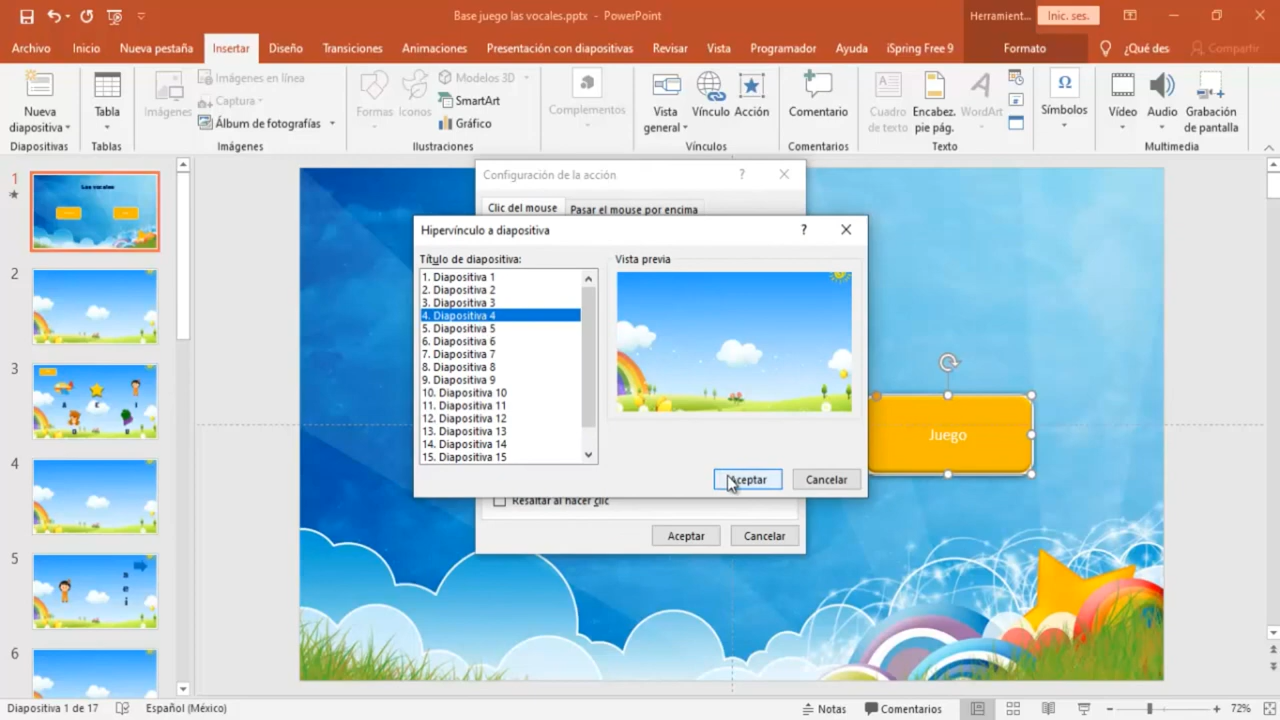 Base juego las vocales.pptx - PowerPoint
Herramient...
Inic. ses.
Archivo Inicio Nueva pestaña Insertar Diseño Transiciones Animaciones Presentación con diapositivas Revisar Vista Programador Ayuda iSpring Free 9 Formato ¿Qué des Compartir
Nueva diapositiva
Diapositivas
Tabla
Tablas
Imágenes
Imágenes en línea
Captura
Álbum de fotografías
Imágenes
Formas
Iconos
Modelos 3D
SmartArt
Gráfico
Ilustraciones
Complementos
Vista general
Vínculo
Acción
Vínculos
Comentario
Comentarios
Cuadro de texto
Encabez. pie pág.
WordArt
Texto
Ω
Símbolos
Vídeo
Audio
Grabación de pantalla
Multimedia
1
Las vocales
2
3
4
5
a
e
i
6
Configuración de la acción ?
Clic del mouse Pasar el mouse por encima
Hipervínculo a diapositiva ?
Título de diapositiva:
1. Diapositiva 1
2. Diapositiva 2
3. Diapositiva 3
4. Diapositiva 4
5. Diapositiva 5
6. Diapositiva 6
7. Diapositiva 7
8. Diapositiva 8
9. Diapositiva 9
10. Diapositiva 10
11. Diapositiva 11
12. Diapositiva 12
13. Diapositiva 13
14. Diapositiva 14
15. Diapositiva 15
Vista previa
Aceptar Cancelar
Resaltar al hacer clic
Aceptar Cancelar
Juego
Diapositiva 1 de 17 Español (México) Notas Comentarios 72%